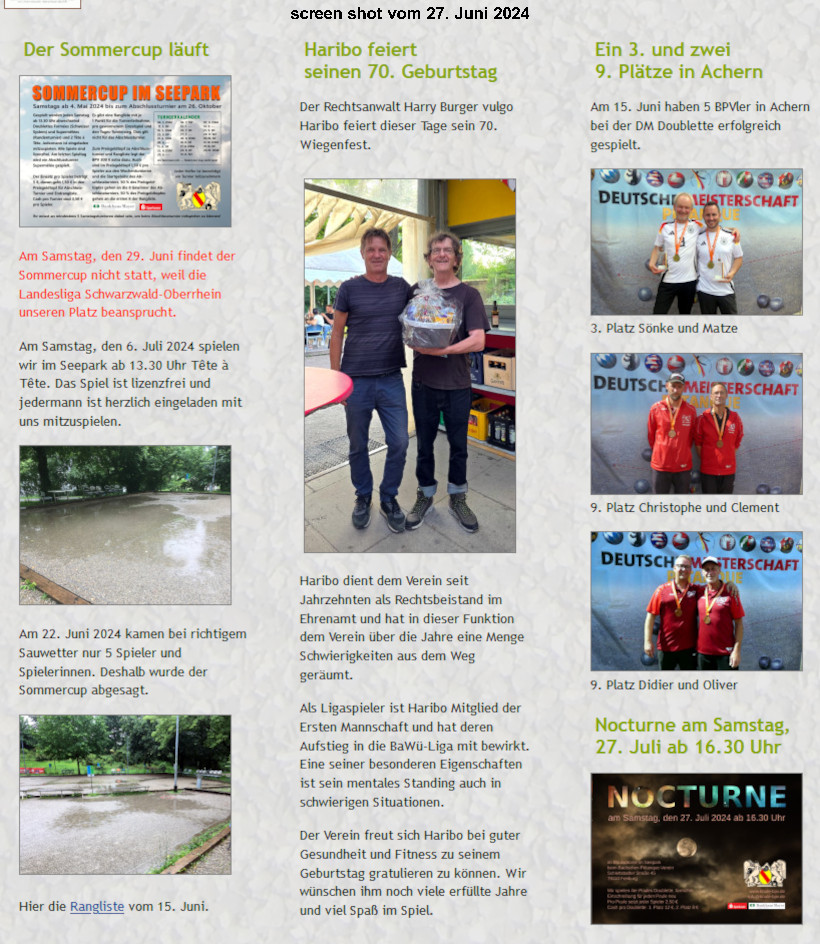 screen shot vom 27. Juni 2024
Der Sommercup läuft
SOMMERCUP IM SEEPARK
Samstags ab 4. Mai 2024 bis zum Abschlussturnier am 26. Oktober
Am Samstag, den 29. Juni findet der
Sommercup nicht statt, weil die
Landesliga Schwarzwald-Oberrhein
unseren Platz beansprucht.
Am Samstag, den 6. Juli 2024 spielen
wir im Seepark ab 13.30 Uhr Tête à
Tête. Das Spiel ist lizenzfrei und
jedermann ist herzlich eingeladen mit
uns mitzuspielen.
Am 22. Juni 2024 kamen bei richtigem
Sauwetter nur 5 Spieler und
Spielerinnen. Deshalb wurde der
Sommercup abgesagt.
Hier die Rangliste vom 15. Juni.
Haribo feiert
seinen 70. Geburtstag
Der Rechtsanwalt Harry Burger vulgo
Haribo feiert dieser Tage sein 70.
Wiegenfest.
Haribo dient dem Verein seit
Jahrzehnten als Rechtsbeistand im
Ehrenamt und hat in dieser Funktion
dem Verein über die Jahre eine Menge
Schwierigkeiten aus dem Weg
geräumt.
Als Ligaspieler ist Haribo Mitglied der
Ersten Mannschaft und hat deren
Aufstieg in die BaWü-Liga mit bewirkt.
Eine seiner besonderen Eigenschaften
ist sein mentales Standing auch in
schwierigen Situationen.
Der Verein freut sich Haribo bei guter
Gesundheit und Fitness zu seinem
Geburtstag gratulieren zu können. Wir
wünschen ihm noch viele erfüllte Jahre
und viel Spaß im Spiel.
Ein 3. und zwei
9. Plätze in Achern
Am 15. Juni haben 5 BPVler in Achern
bei der DM Doublette erfolgreich
gespielt.
DEUTSCHE MEISTERSCHAFT
3. Platz Sönke und Matze
DEUTSCH MEISTERSCHAFT
9. Platz Christophe und Clement
DEUTSCH TERSCHAFT
9. Platz Didier und Oliver
Nocturne am Samstag,
27. Juli ab 16.30 Uhr
NOCTURNE
am Samstag, den 27. Juli 2024 ab 16.30 Uhr